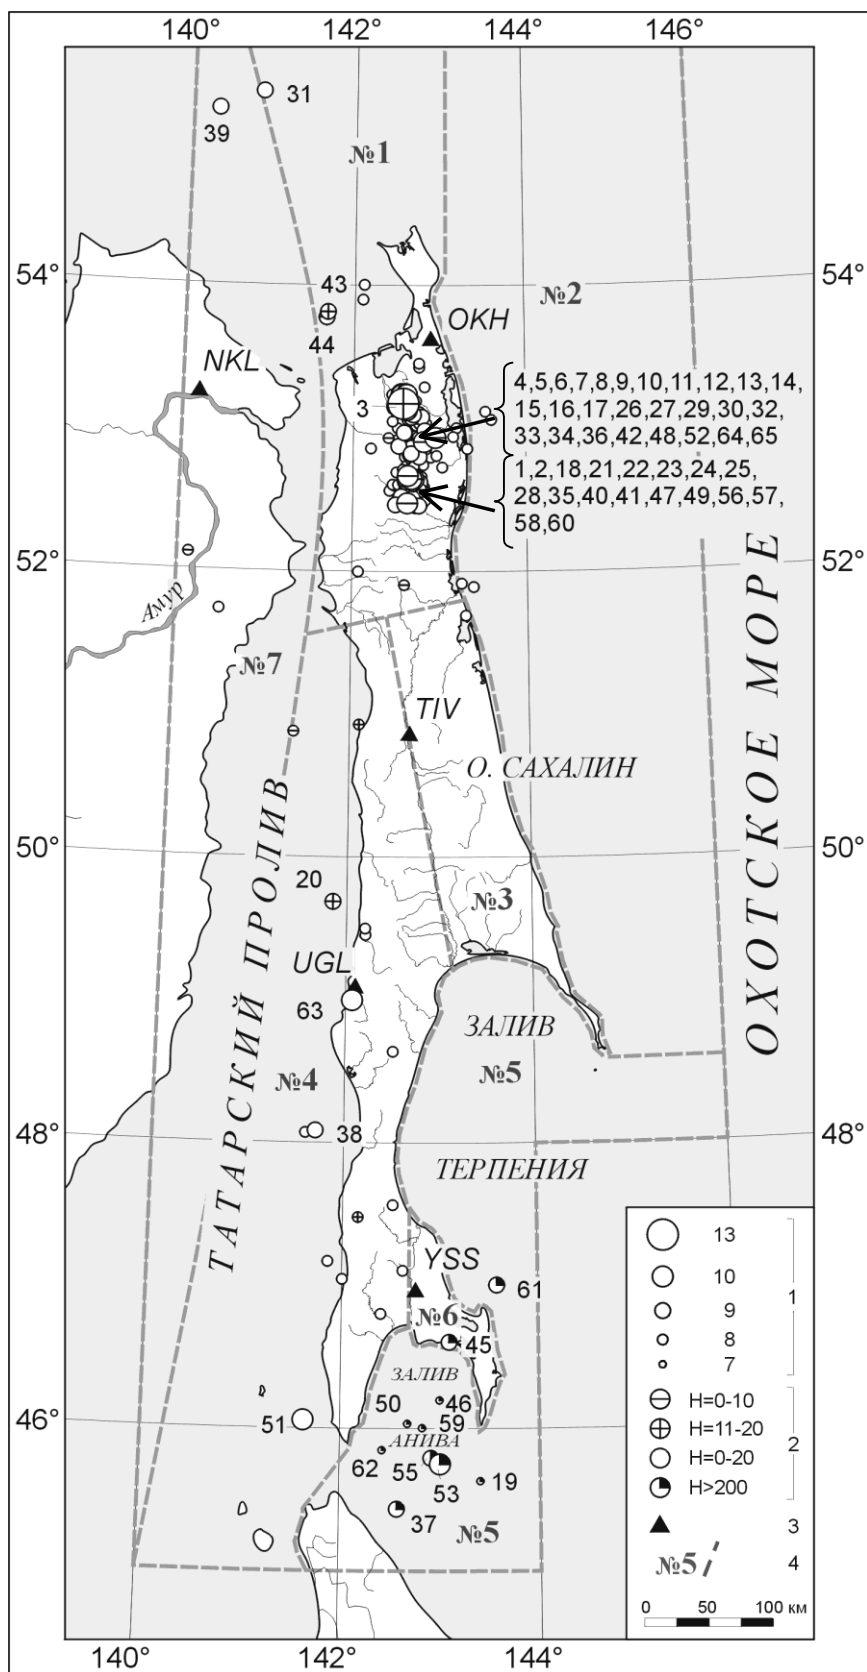 140° 142° 144° 146°
31
39
№1
54° 54°
43
№2
OKH
44
NKL
3
4,5,6,7,8,9,10,11,12,13,14,
15,16,17,26,27,29,30,32,
33,34,36,42,48,52,64,65
1,2,18,21,22,23,24,25,
28,35,40,41,47,49,56,57,
58,60
52° 52°
Амур
№7
TIV
О. САХАЛИН
ОХОТСКОЕ МОРЕ
50° 50°
20
№3
ТАТАРСКИЙ ПРОЛИВ
UGL
63
ЗАЛИВ
№5
№4
48° 48°
38
ТЕРПЕНИЯ
YSS
61
№6
45
ЗАЛИВ
50 46
46°
51
59
АНИВА
62 55
53
19
37
№5
13
10
9
8
7
1
H=0-10
H=11-20
H=0-20
H>200
2
3
№5 4
0 50 100 км
140° 142° 144°